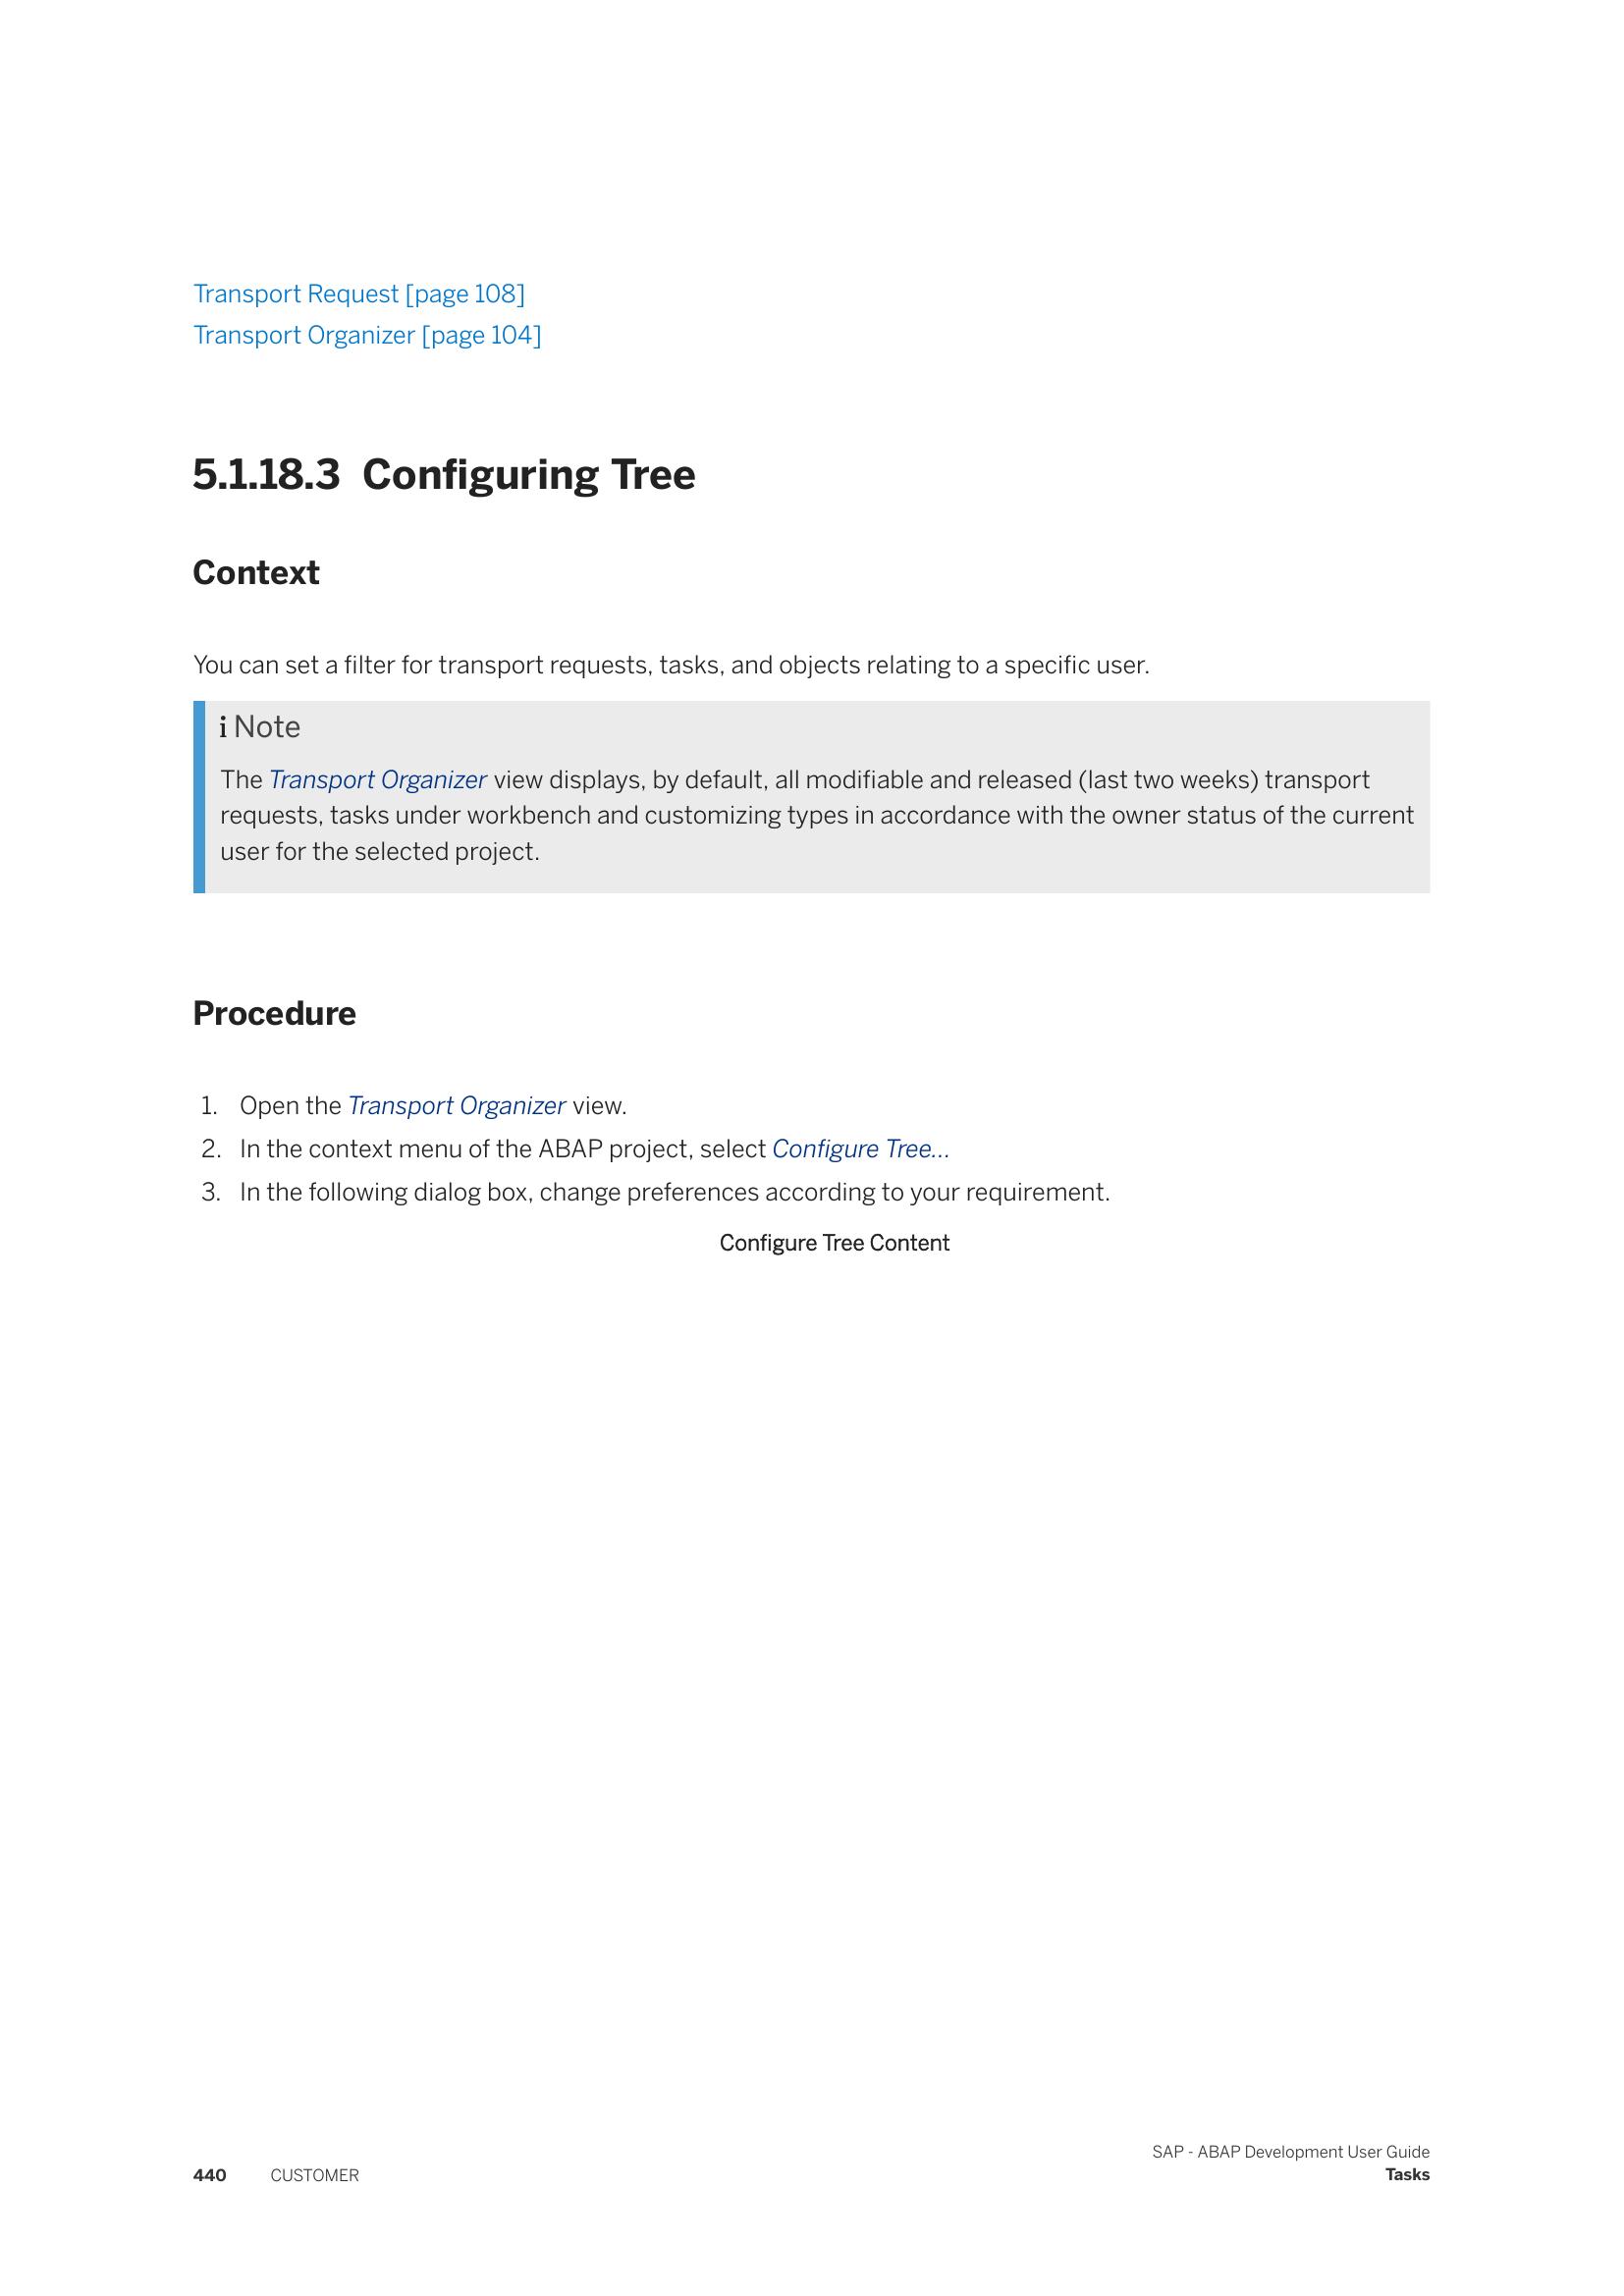 Transport Request [page 108]
Transport Organizer [page 104]
5.1.18.3 Configuring Tree
Context
You can set a filter for transport requests, tasks, and objects relating to a specific user.
i Note
The Transport Organizer view displays, by default, all modifiable and released (last two weeks) transport
requests, tasks under workbench and customizing types in accordance with the owner status of the current
user for the selected project.
Procedure
1. Open the Transport Organizer view.
2. In the context menu of the ABAP project, select Configure Tree...
3. In the following dialog box, change preferences according to your requirement.
Configure Tree Content
SAP - ABAP Development User Guide
440 CUSTOMER Tasks